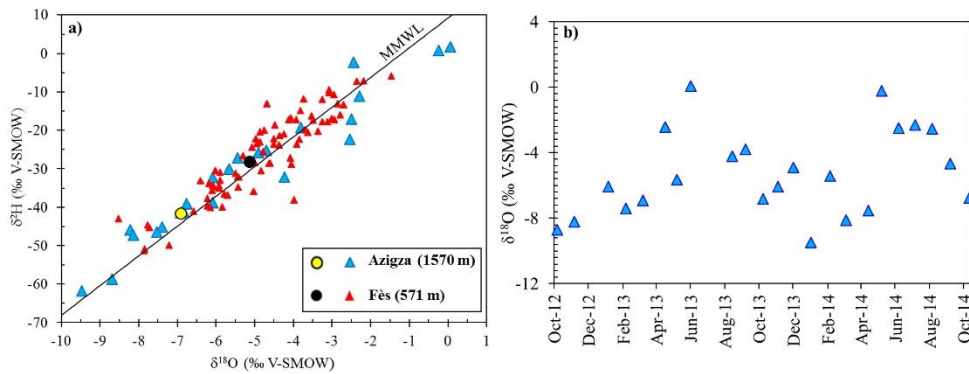 a)
MMWL
10
0
-10
-20
-30
-40
-50
-60
-70
δ²H (‰ V-SMOW)
Azigza (1570 m)
Fès (571 m)
-10 -9 -8 -7 -6 -5 -4 -3 -2 -1 0 1
δ¹⁸O (‰ V-SMOW)
b)
4
0
-4
-8
-12
δ¹⁸O (‰ V-SMOW)
Oct-12
Dec-12
Feb-13
Apr-13
Jun-13
Aug-13
Oct-13
Dec-13
Feb-14
Apr-14
Jun-14
Aug-14
Oct-14